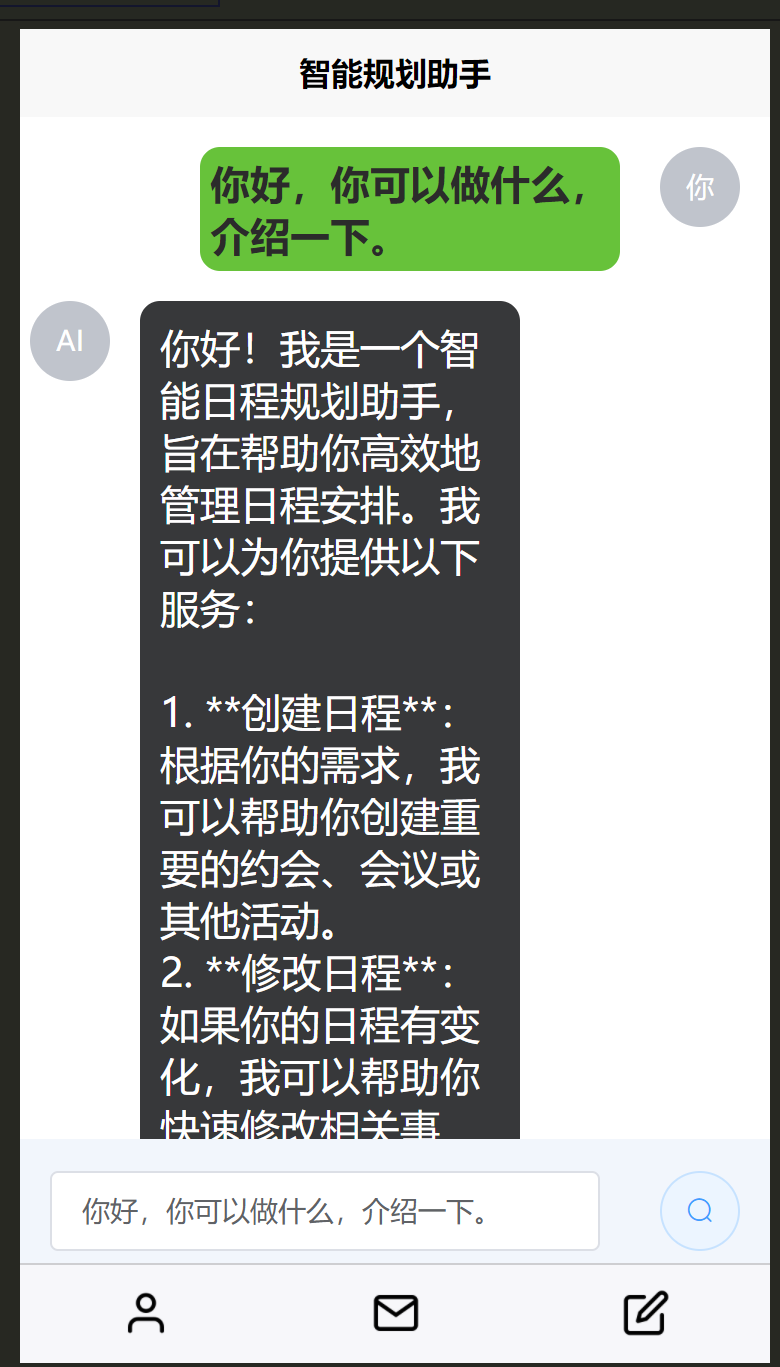 智能规划助手
你好，你可以做什么，
介绍一下。
你
AI
你好！我是一个智
能日程规划助手，
旨在帮助你高效地
管理日程安排。我
可以为你提供以下
服务：
1. **创建日程**：
根据你的需求，我
可以帮助你创建重
要的约会、会议或
其他活动。
2. **修改日程**：
如果你的日程有变
化，我可以帮助你
快速修改相关事
你好，你可以做什么，介绍一下。